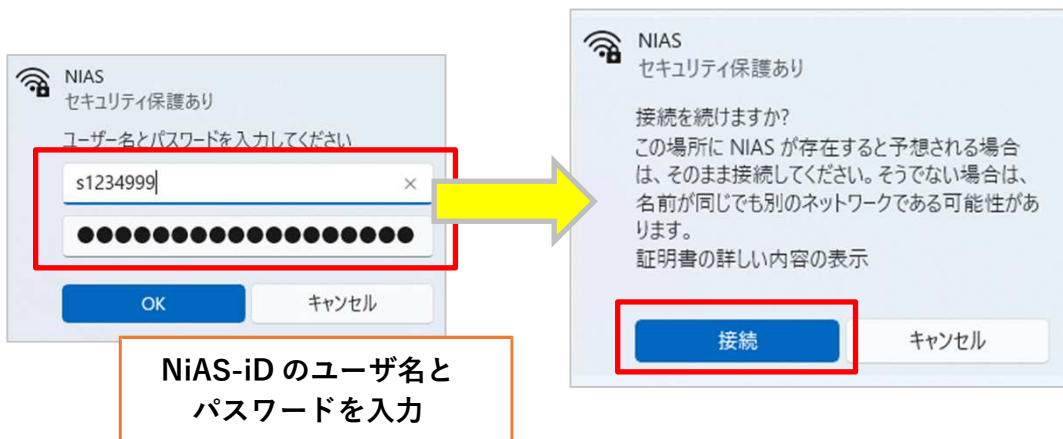 NIAS
セキュリティ保護あり
ユーザー名とパスワードを入力してください
s1234999
●●●●●●●●●●●●●●●●●●
OK
キャンセル
NiAS-iD のユーザ名と
パスワードを入力
NIAS
セキュリティ保護あり
接続を続けますか?
この場所に NIAS が存在すると予想される場合
は、そのまま接続してください。そうでない場合は、
名前が同じでも別のネットワークである可能性があ
ります。
証明書の詳しい内容の表示
接続
キャンセル